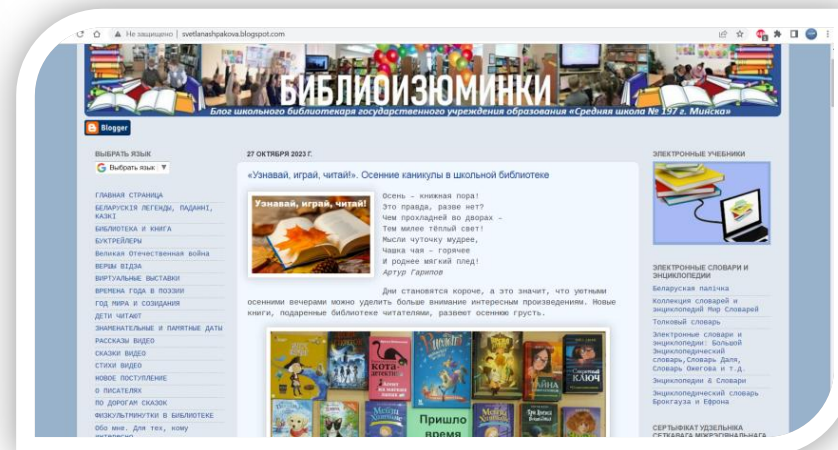 Не защищено | svetlanashpakova.blogspot.com
БИБЛИОИЗЮМИНКИ
Блог школьного библиотекаря государственного учреждения образования «Средняя школа № 197 г. Минска»
Blogger
ВЫБРАТЬ ЯЗЫК
Выбрать язык ▼
ГЛАВНАЯ СТРАНИЦА
БЕЛАРУСКІЯ ЛЕГЕНДЫ, ПАДАННІ,
КАЗКІ
БИБЛИОТЕКА И КНИГА
БУКТРЕЙЛЕРЫ
Великая Отечественная война
ВЕРШЫ ВІДЭА
ВИРТУАЛЬНЫЕ ВЫСТАВКИ
ВРЕМЕНА ГОДА В ПОЭЗИИ
ГОД МИРА И СОЗИДАНИЯ
ДЕТИ ЧИТАЮТ
ЗНАМЕНАТЕЛЬНЫЕ И ПАМЯТНЫЕ ДАТЫ
РАССКАЗЫ ВИДЕО
СКАЗКИ ВИДЕО
СТИХИ ВИДЕО
НОВОЕ ПОСТУПЛЕНИЕ
О ПИСАТЕЛЯХ
ПО ДОРОГАМ СКАЗОК
ФИЗКУЛЬТМИНУТКИ В БИБЛИОТЕКЕ
Обо мне. Для тех, кому
интересно
27 ОКТЯБРЯ 2023 Г.
«Узнавай, играй, читай!». Осенние каникулы в школьной библиотеке
Узнавай, играй, читай!
Осень – книжная пора!
Это правда, разве нет?
Чем прохладней во дворах –
Тем милее тёплый свет!
Мысли чуточку мудрее,
Чашка чая – горячее
И роднее мягкий плед!
Артур Гарипов
Дни становятся короче, а это значит, что уютными
осенними вечерами можно уделить больше внимание интересным произведениям. Новые
книги, подаренные библиотеке читателями, развеют осеннюю грусть.
кота-
детектива
ТАЙНА
КЛЮЧ
Пришло
время
ЭЛЕКТРОННЫЕ УЧЕБНИКИ
ЭЛЕКТРОННЫЕ СЛОВАРИ И
ЭНЦИКЛОПЕДИИ
Беларуская палічка
Коллекция словарей и
энциклопедий Мир Словарей
Толковый словарь
Электронные словари и
энциклопедии: Большой
Энциклопедический
словарь,Словарь Даля,
Словарь Ожегова и т.д.
Энциклопедии & Словари
Энциклопедический словарь
Брокгауза и Ефрона
СЕРТЫФІКАТ УДЗЕЛЬНІКА
СЕТКАВАГА МІЖРЭГІЯНАЛЬНАГА